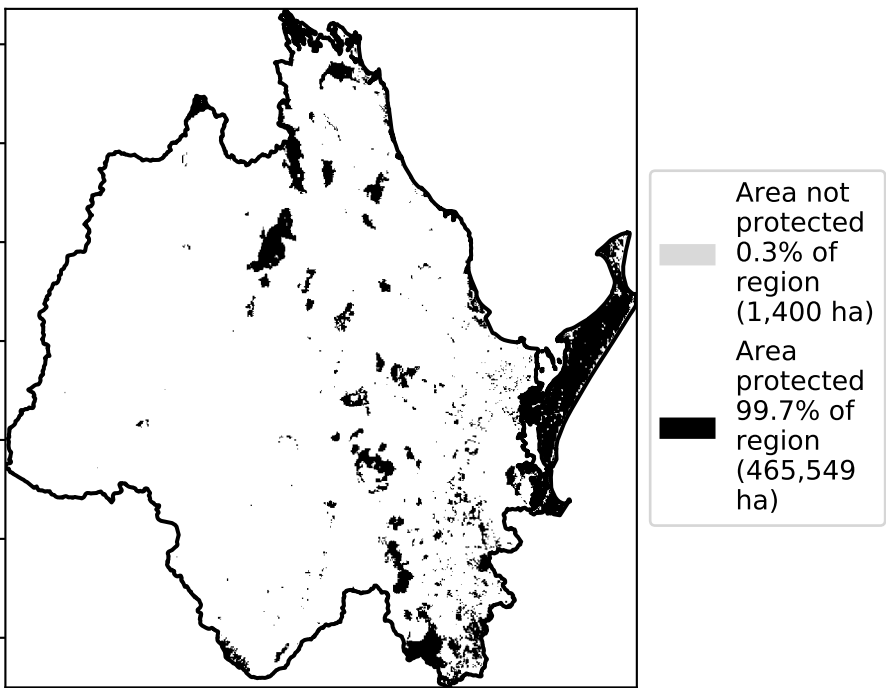 Area not
protected
0.3% of
region
(1,400 ha)
Area
protected
99.7% of
region
(465,549
ha)